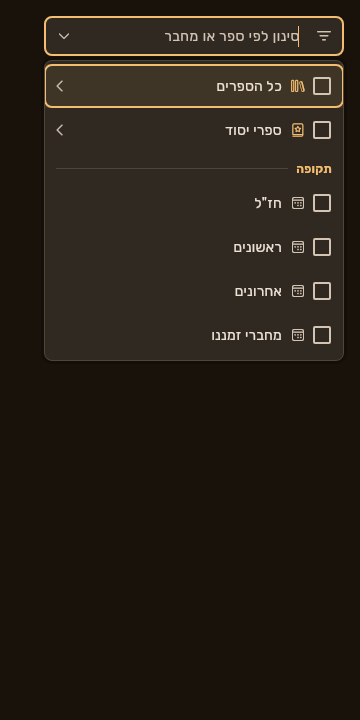 סינון לפי ספר או מחבר
כל הספרים
ספרי יסוד
תקופה
חז"ל
ראשונים
אחרונים
מחברי זמננו